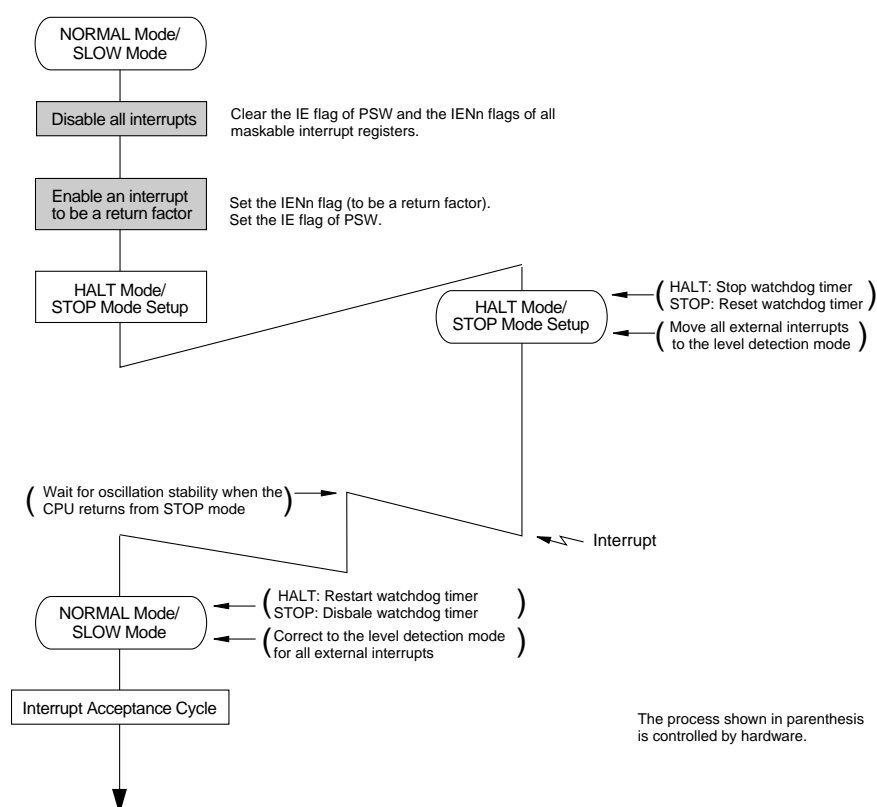 NORMAL Mode/
SLOW Mode
Disable all interrupts
Clear the IE flag of PSW and the IENn flags of all
maskable interrupt registers.
Enable an interrupt
to be a return factor
Set the IENn flag (to be a return factor).
Set the IE flag of PSW.
HALT Mode/
STOP Mode Setup
HALT Mode/
STOP Mode Setup
(HALT: Stop watchdog timer
STOP: Reset watchdog timer)
(Move all external interrupts
to the level detection mode)
(Wait for oscillation stability when the
CPU returns from STOP mode)
Interrupt
NORMAL Mode/
SLOW Mode
(HALT: Restart watchdog timer
STOP: Disbale watchdog timer)
(Correct to the level detection mode
for all external interrupts)
Interrupt Acceptance Cycle
The process shown in parenthesis
is controlled by hardware.